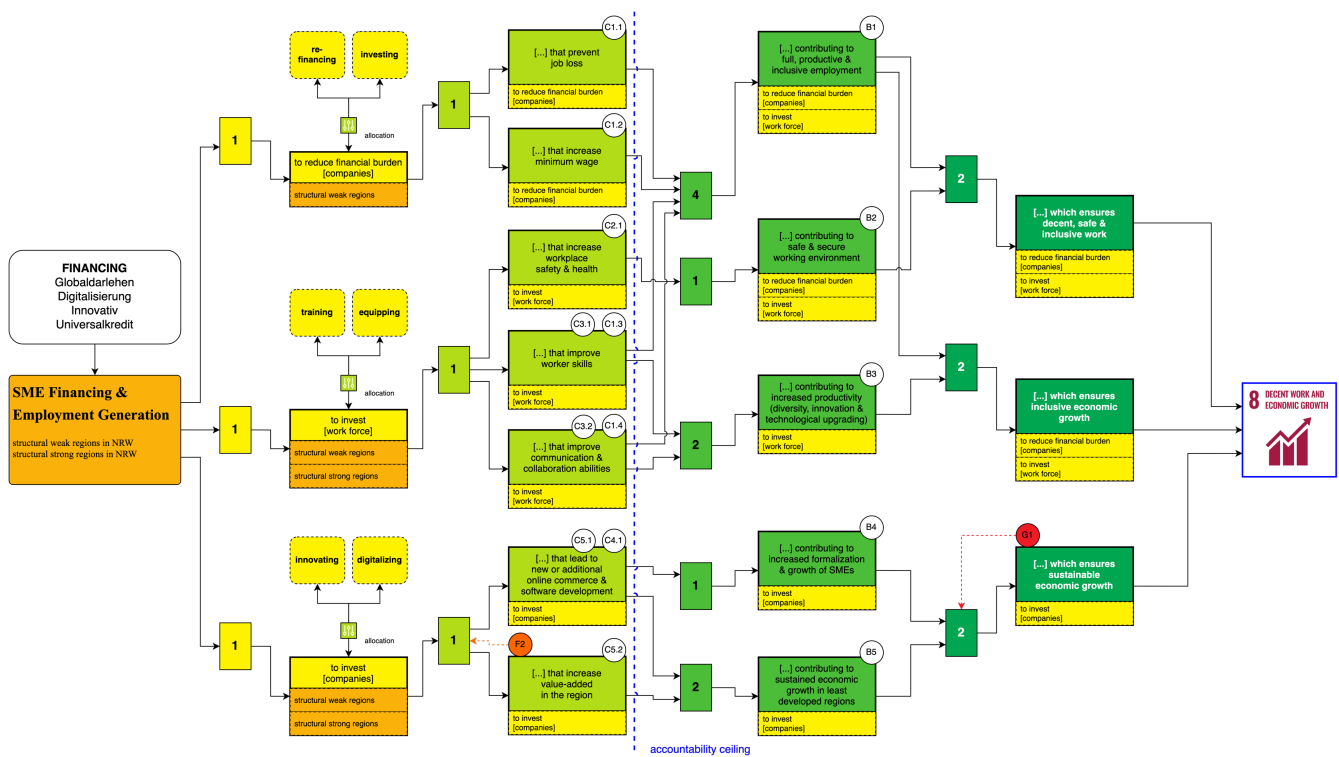 FINANCING
Globaldarlehen
Digitalisierung
Innovativ
Universalkredit
SME Financing &
Employment Generation
structural weak regions in NRW
structural strong regions in NRW
1
1
1
re-
financing
investing
allocation
to reduce financial burden
[companies]
structural weak regions
training
equipping
allocation
to invest
[work force]
structural weak regions
structural strong regions
innovating
digitalizing
allocation
to invest
[companies]
structural weak regions
structural strong regions
1
1
1
F2
C1.1
[...] that prevent
job loss
to reduce financial burden
[companies]
C1.2
[...] that increase
minimum wage
to reduce financial burden
[companies]
C2.1
[...] that increase
workplace
safety & health
to invest
[work force]
C3.1
C1.3
[...] that improve
worker skills
to invest
[work force]
C3.2
C1.4
[...] that improve
communication &
collaboration abilities
to invest
[work force]
C5.1
C4.1
[...] that lead to
new or additional
online commerce &
software development
to invest
[companies]
C5.2
[...] that increase
value-added
in the region
to invest
[companies]
accountability ceiling
4
1
2
1
2
B1
[...] contributing to
full, productive &
inclusive employment
to reduce financial burden
[companies]
to invest
[work force]
B2
[...] contributing to
safe & secure
working environment
to reduce financial burden
[companies]
to invest
[work force]
B3
[...] contributing to
increased productivity
(diversity, innovation &
technological upgrading)
to invest
[work force]
B4
[...] contributing to
increased formalization
& growth of SMEs
to invest
[companies]
B5
[...] contributing to
sustained economic
growth in least
developed regions
to invest
[companies]
2
2
2
[...] which ensures
decent, safe &
inclusive work
to reduce financial burden
[companies]
to invest
[work force]
[...] which ensures
inclusive economic
growth
to reduce financial burden
[companies]
to invest
[work force]
G1
[...] which ensures
sustainable
economic growth
to invest
[companies]
8 DECENT WORK AND
ECONOMIC GROWTH